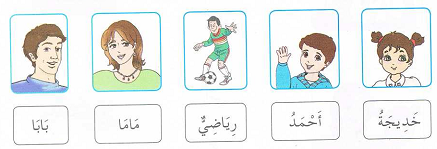 خَدِيجَةُ أَحْمَدُ رِيَاضِيٌّ مَامَا بَابَا